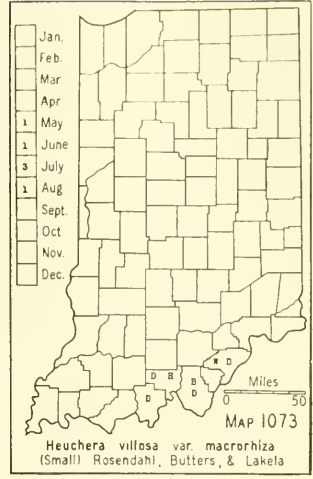 Jan.
Feb.
Mar
Apr
1 May
1 June
3 July
1 Aug
Sept.
Oct
Nov.
Dec.
W D
D H
B
D
D
Miles
0 50
MAP 1073
Heuchera villosa var. macrorhiza
(Small) Rosendahl, Butters, & Lakela